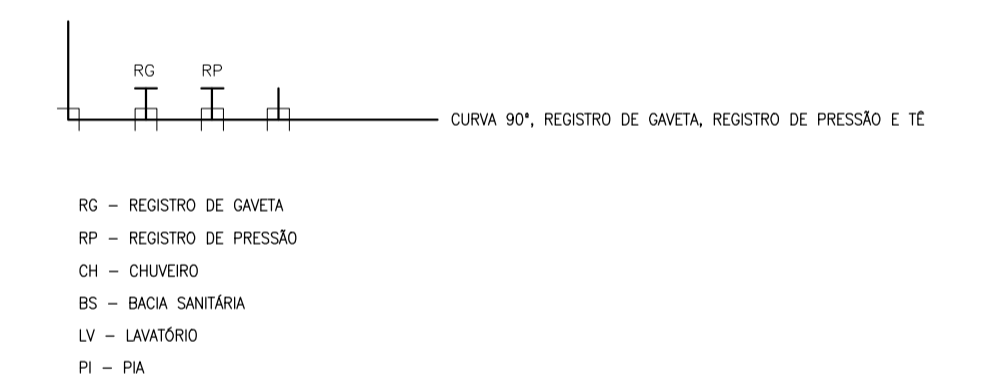 RG RP
CURVA 90°, REGISTRO DE GAVETA, REGISTRO DE PRESSÃO E TÊ
RG – REGISTRO DE GAVETA
RP – REGISTRO DE PRESSÃO
CH – CHUVEIRO
BS – BACIA SANITÁRIA
LV – LAVATÓRIO
PI – PIA